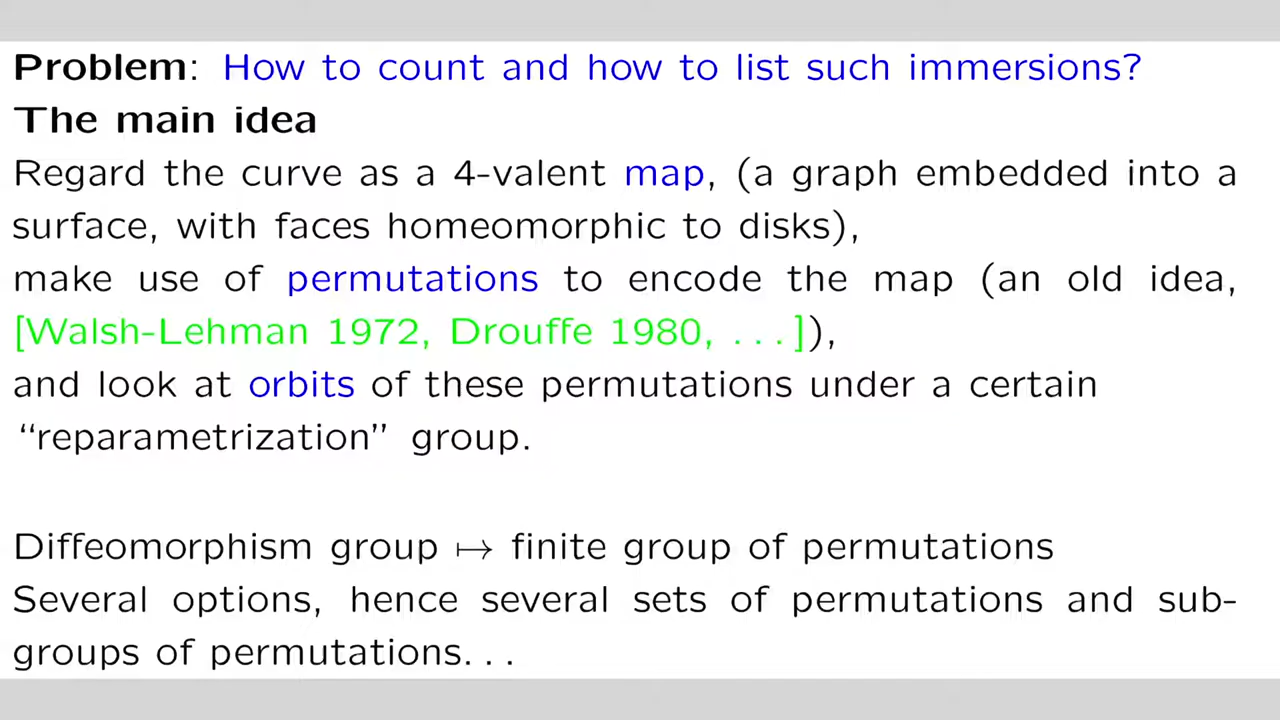 Problem: How to count and how to list such immersions?
The main idea
Regard the curve as a 4-valent map, (a graph embedded into a
surface, with faces homeomorphic to disks),
make use of permutations to encode the map (an old idea,
[Walsh-Lehman 1972, Drouffe 1980, ...]),
and look at orbits of these permutations under a certain
“reparametrization” group.
Diffeomorphism group ↦ finite group of permutations
Several options, hence several sets of permutations and sub-
groups of permutations...